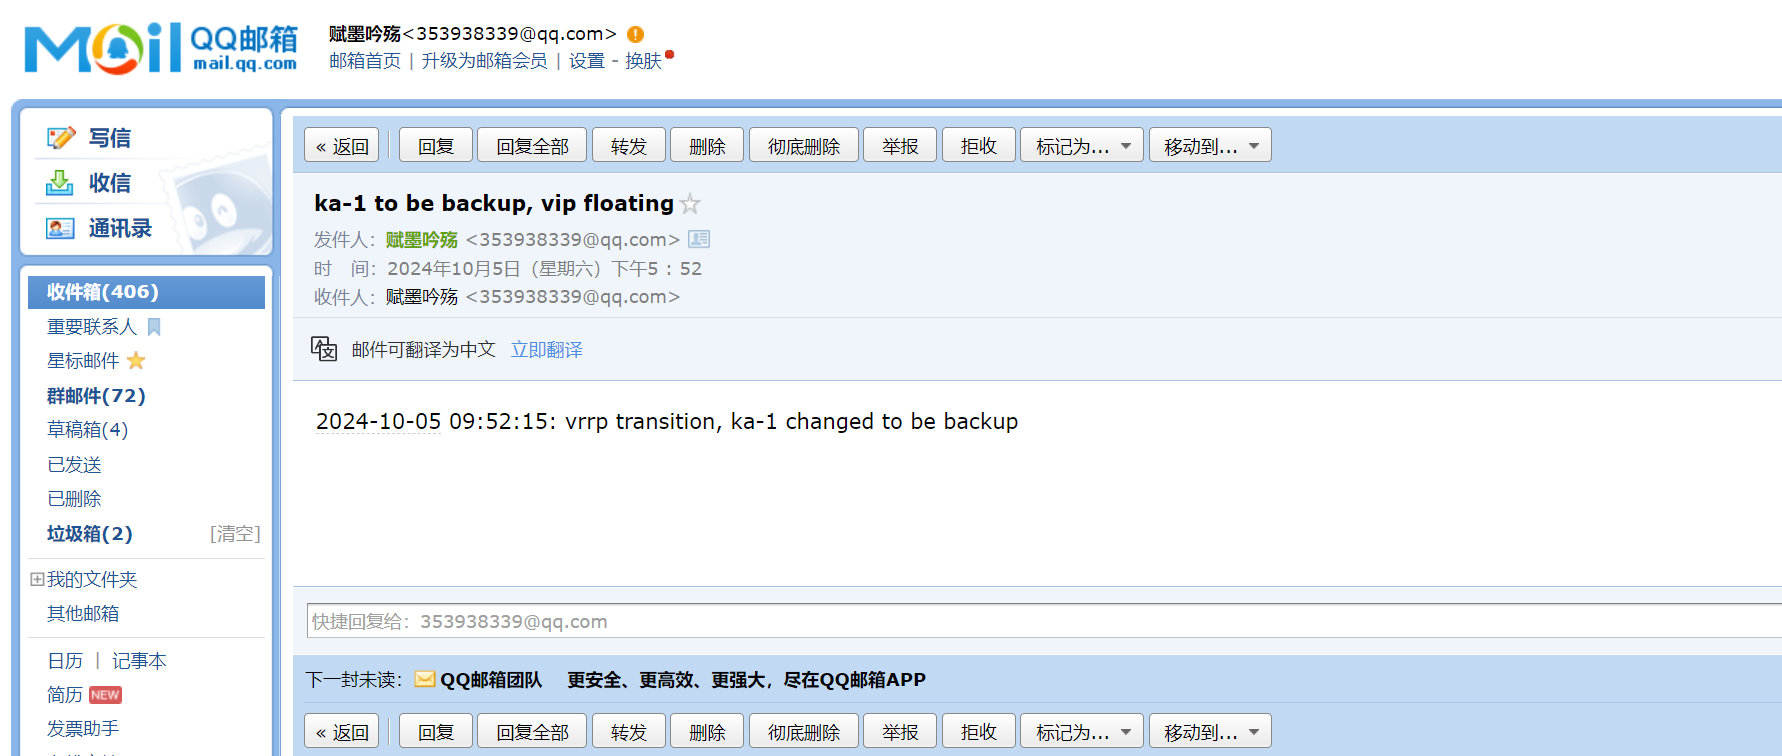 Mail QQ邮箱
mail.qq.com
赋墨吟殇<353938339@qq.com>
邮箱首页 | 升级为邮箱会员 | 设置 - 换肤
写信
收信
通讯录
收件箱(406)
重要联系人
星标邮件
群邮件(72)
草稿箱(4)
已发送
已删除
垃圾箱(2) [清空]
我的文件夹
其他邮箱
日历 | 记事本
简历 NEW
发票助手
« 返回 回复 回复全部 转发 删除 彻底删除 举报 拒收 标记为... 移动到...
ka-1 to be backup, vip floating
发件人：赋墨吟殇 <353938339@qq.com>
时　间：2024年10月5日（星期六）下午5 : 52
收件人：赋墨吟殇 <353938339@qq.com>
邮件可翻译为中文 立即翻译
2024-10-05 09:52:15: vrrp transition, ka-1 changed to be backup
快捷回复给：353938339@qq.com
下一封未读：QQ邮箱团队 更安全、更高效、更强大，尽在QQ邮箱APP
« 返回 回复 回复全部 转发 删除 彻底删除 举报 拒收 标记为... 移动到...